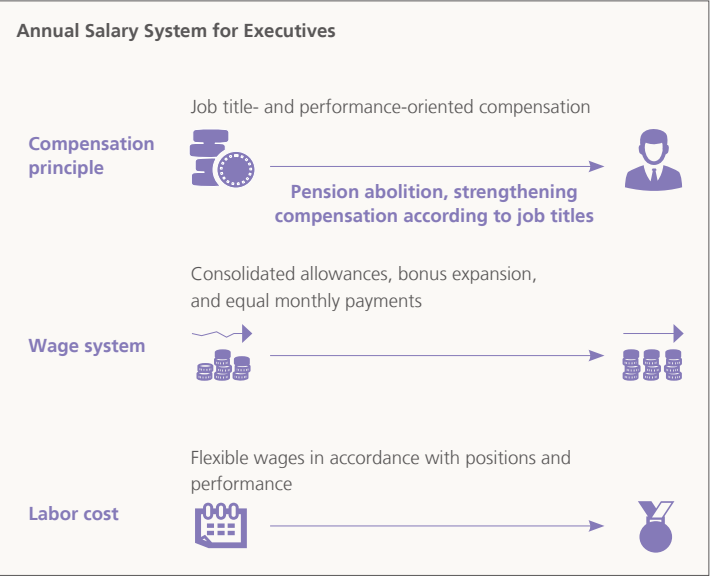 Annual Salary System for Executives
Job title- and performance-oriented compensation
Compensation
principle
Pension abolition, strengthening
compensation according to job titles
Consolidated allowances, bonus expansion,
and equal monthly payments
Wage system
Flexible wages in accordance with positions and
performance
Labor cost